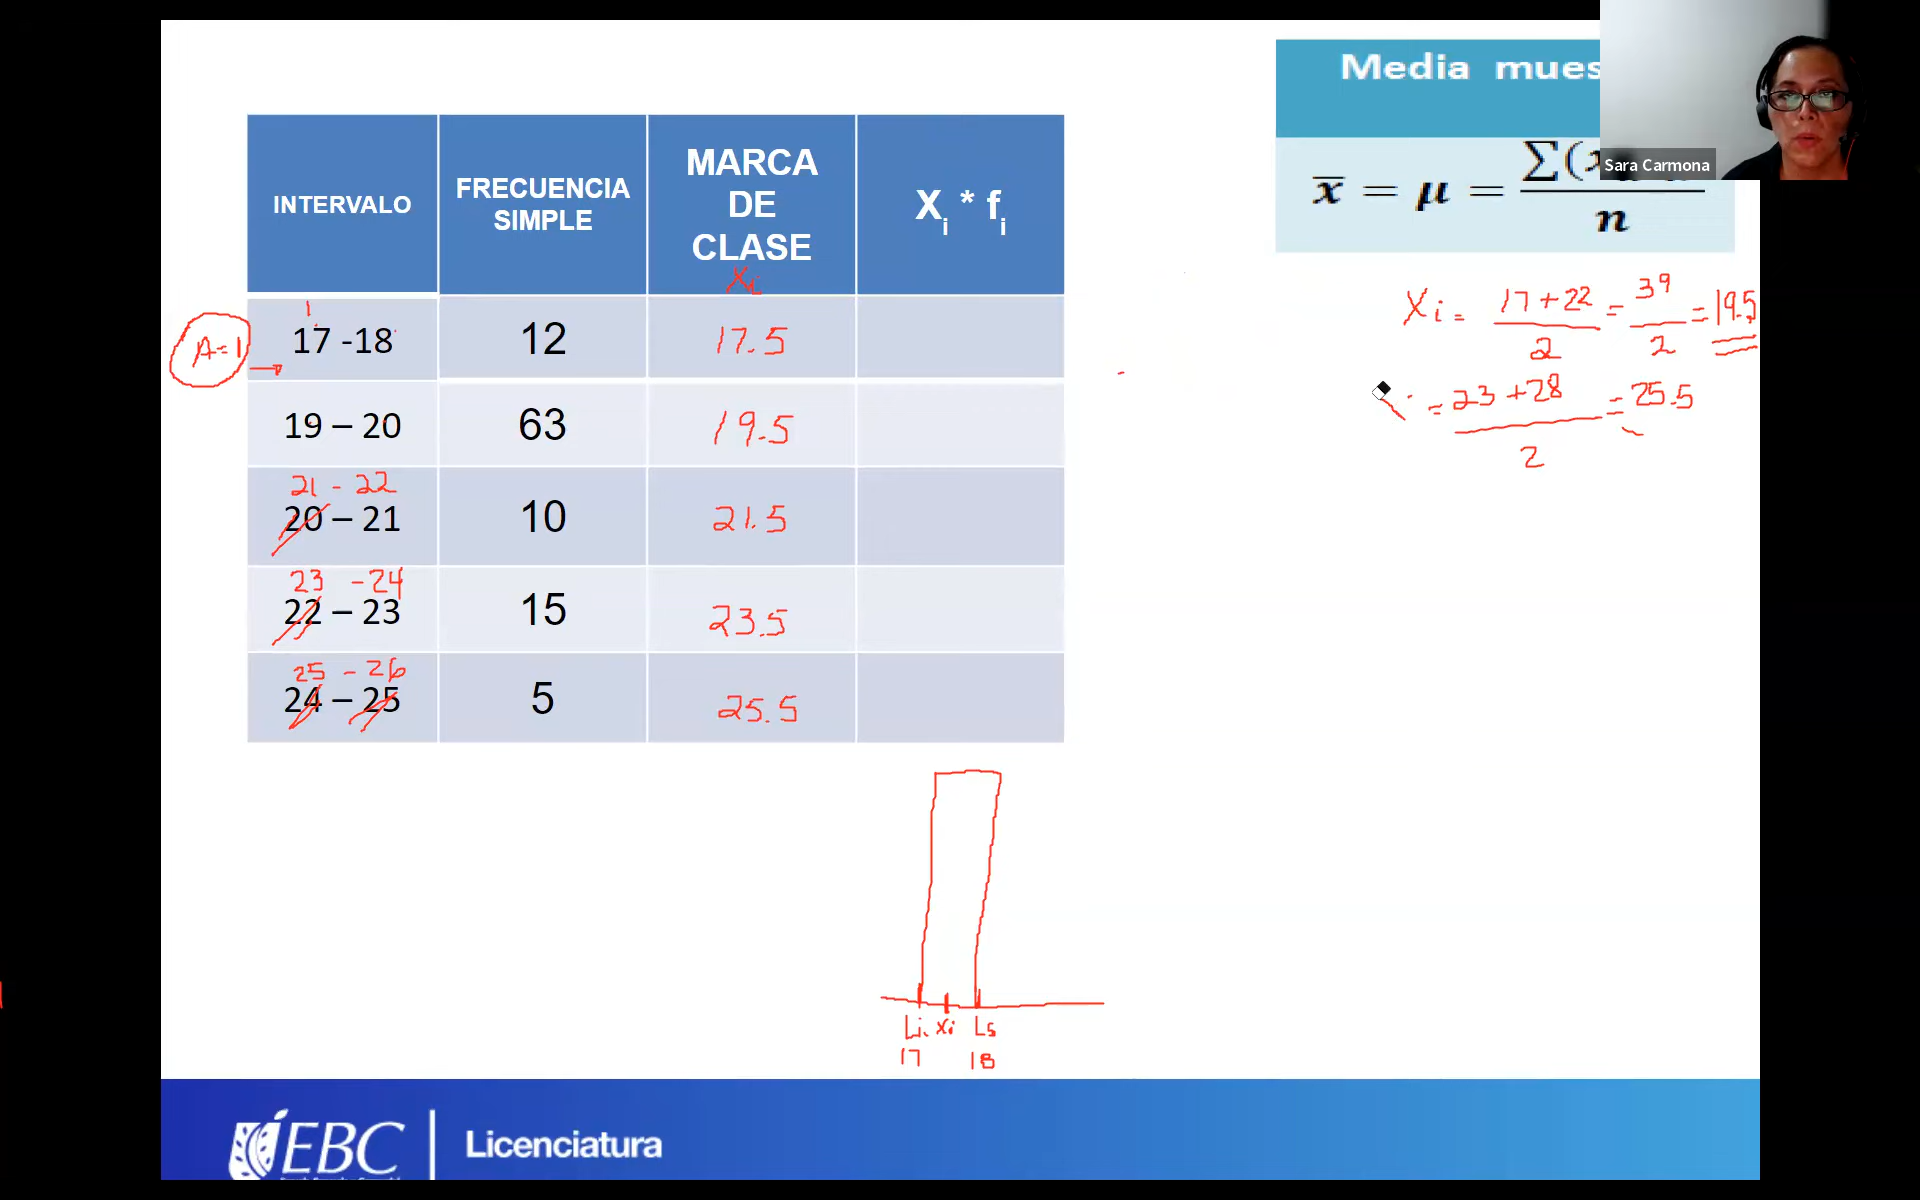 Media mues
x̄ = μ = Σ(x
n
Sara Carmona
INTERVALO
FRECUENCIA SIMPLE
MARCA DE CLASE
Xi
Xi * fi
A=1
1
17 -18
12
17.5
19 – 20
63
19.5
21 - 22
20 – 21
10
21.5
23 - 24
22 – 23
15
23.5
25 - 26
24 – 25
5
25.5
Xi = 17+22 = 39 = 19.5
2 2
= 23+28 = 25.5
2
Li xi Ls
17 18
EBC
Licenciatura